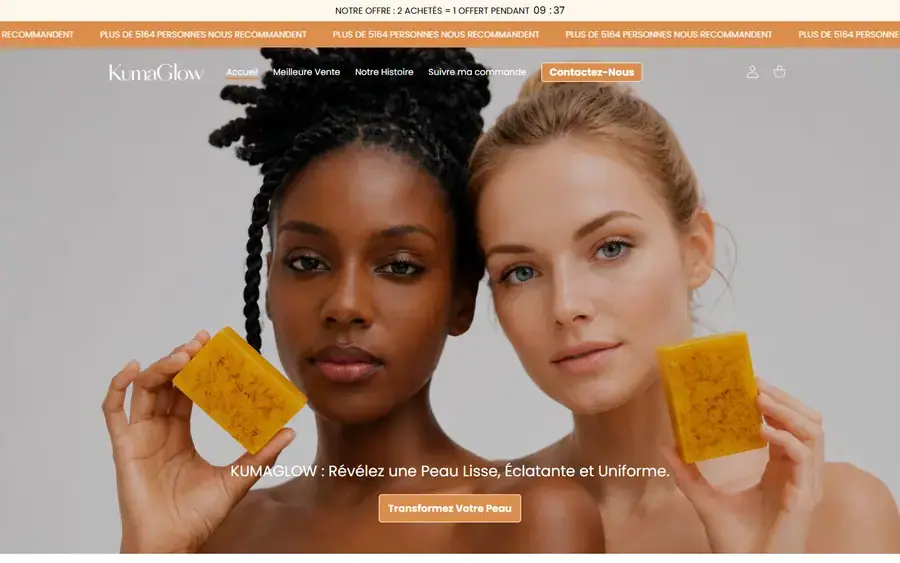 NOTRE OFFRE : 2 ACHETÉS = 1 OFFERT PENDANT 09 : 37
RECOMMANDENT PLUS DE 5164 PERSONNES NOUS RECOMMANDENT PLUS DE 5164 PERSONNES NOUS RECOMMANDENT PLUS DE 5164 PERSONNES NOUS RECOMMANDENT PLUS DE 5164 PERSONNES
KumaGlow Accueil Meilleure Vente Notre Histoire Suivre ma commande Contactez-Nous
KUMAGLOW : Révélez une Peau Lisse, Éclatante et Uniforme.
Transformez Votre Peau